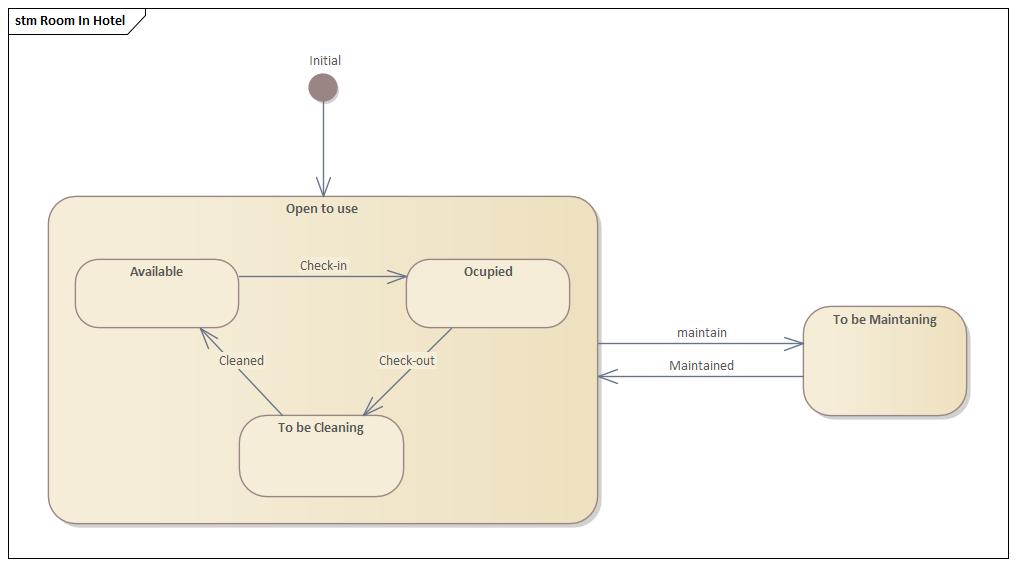 stm Room In Hotel
Initial
Open to use
Available
Check-in
Ocupied
Cleaned
Check-out
To be Cleaning
maintain
Maintained
To be Maintaning